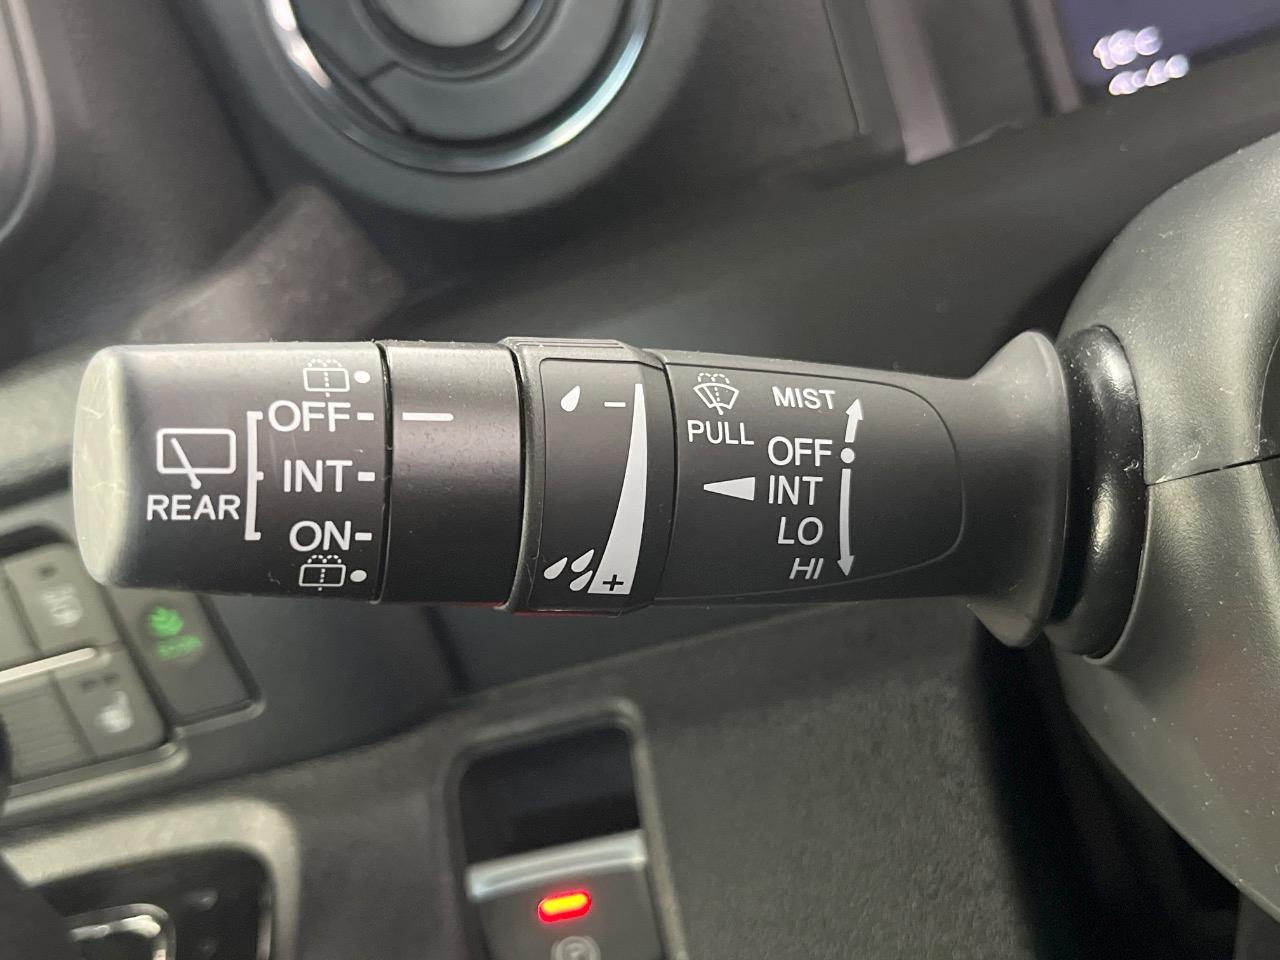 OFF
INT
REAR
ON
−
+
PULL
MIST
OFF
INT
LO
HI